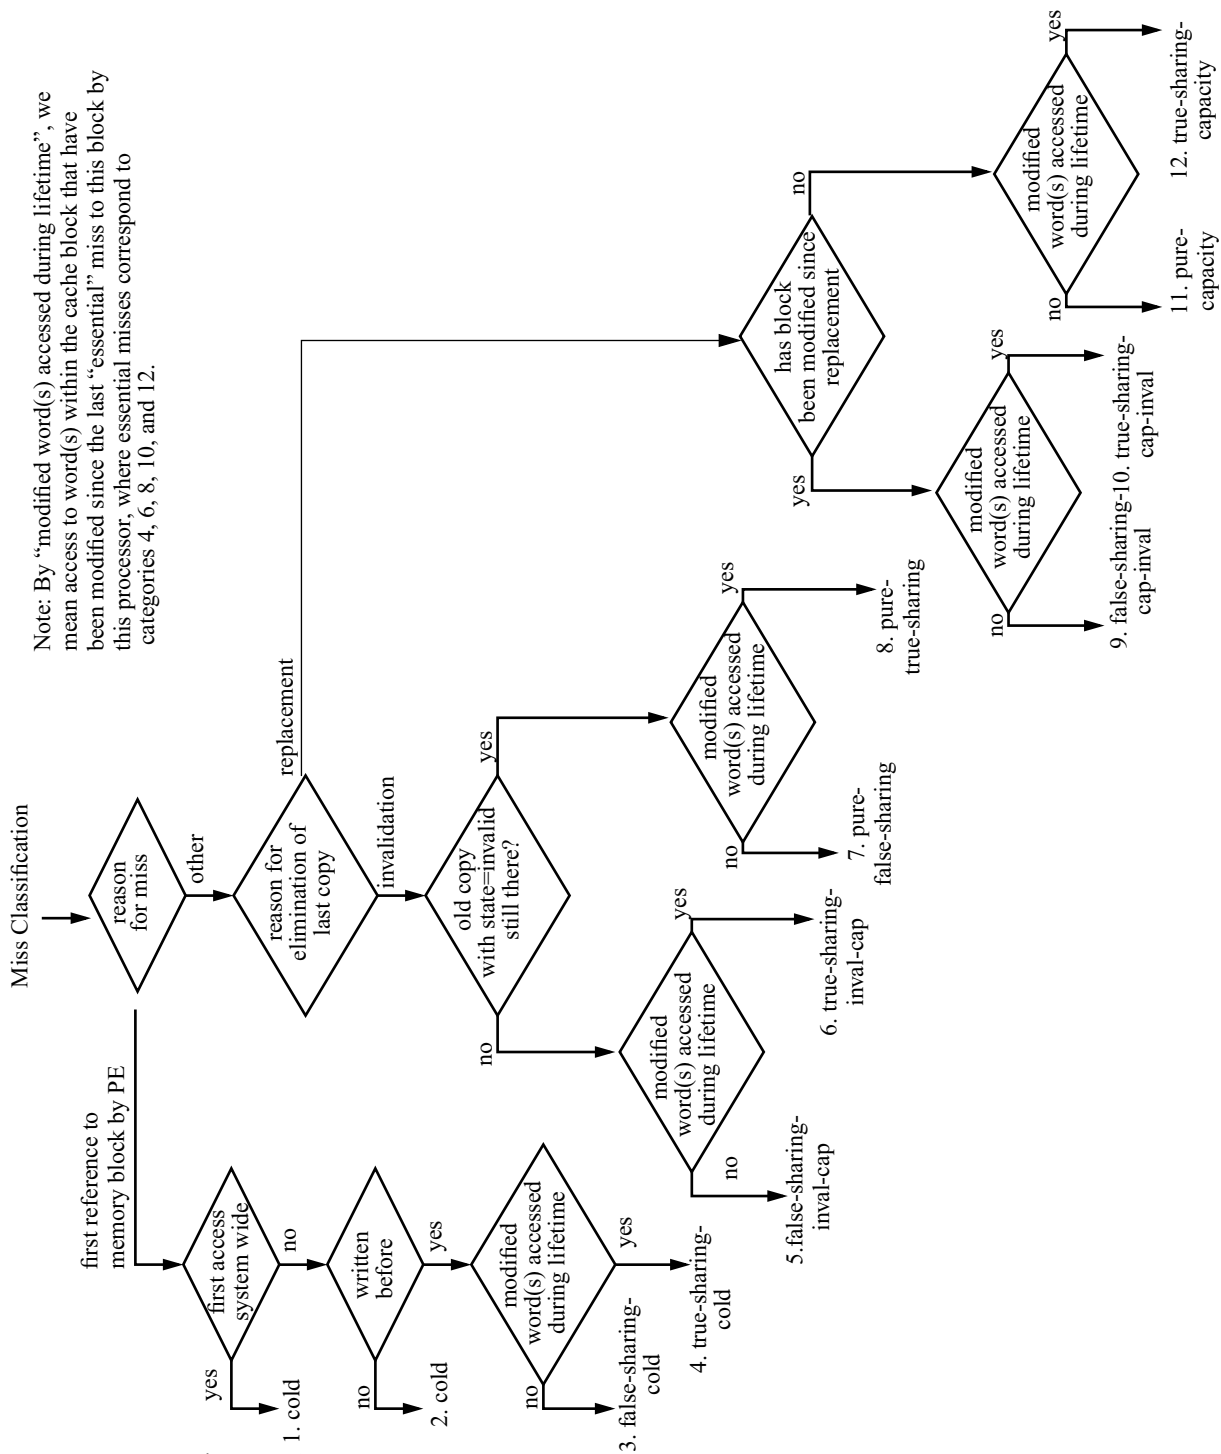 Miss Classification
Note: By “modified word(s) accessed during lifetime”, we
mean access to word(s) within the cache block that have
been modified since the last “essential” miss to this block by
this processor, where essential misses correspond to
categories 4, 6, 8, 10, and 12.
reason
for miss
first reference to
memory block by PE
other
first access
system wide
yes
no
1. cold
written
before
no
yes
2. cold
modified
word(s) accessed
during lifetime
no
yes
3. false-sharing-
cold
4. true-sharing-
cold
reason for
elimination of
last copy
replacement
invalidation
old copy
with state=invalid
still there?
no
yes
modified
word(s) accessed
during lifetime
no
yes
5.false-sharing-
inval-cap
6. true-sharing-
inval-cap
modified
word(s) accessed
during lifetime
no
yes
7. pure-
false-sharing
8. pure-
true-sharing
has block
been modified since
replacement
yes
no
modified
word(s) accessed
during lifetime
no
yes
9. false-sharing-
cap-inval
10. true-sharing-
cap-inval
modified
word(s) accessed
during lifetime
no
yes
11. pure-
capacity
12. true-sharing-
capacity